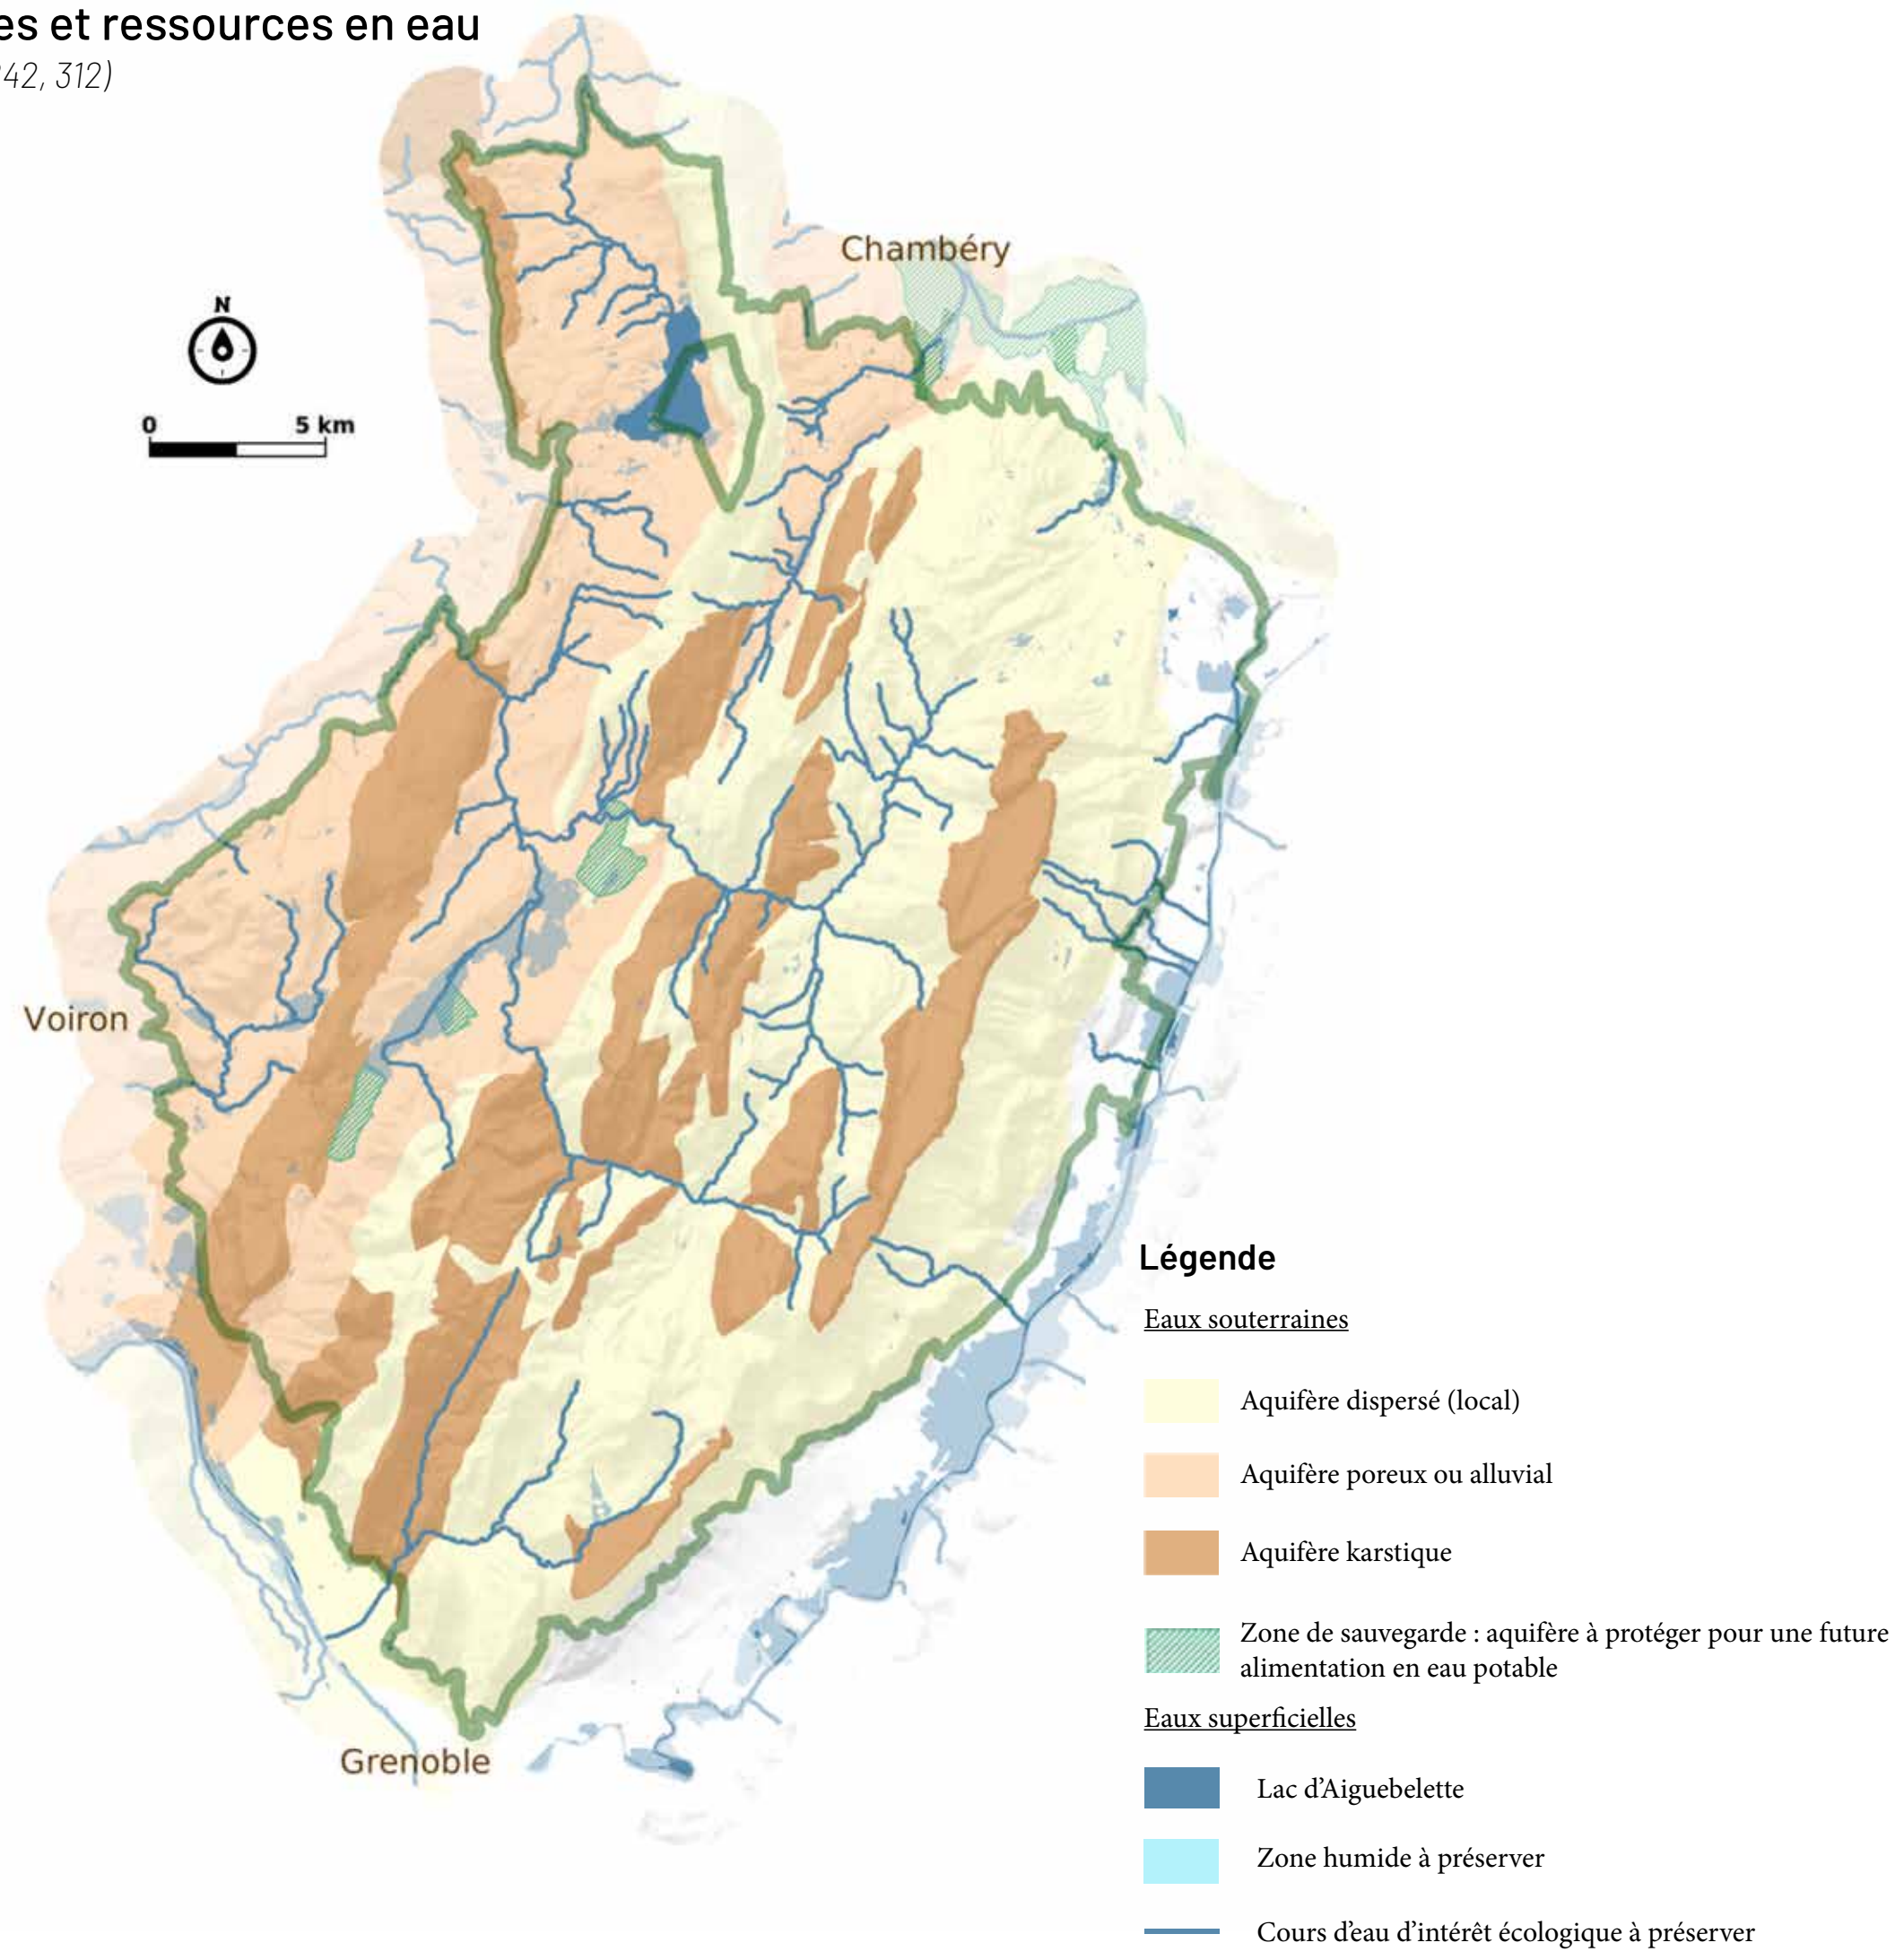 es et ressources en eau
42, 312)
Chambéry
N
0 5 km
Voiron
Grenoble
Légende
Eaux souterraines
Aquifère dispersé (local)
Aquifère poreux ou alluvial
Aquifère karstique
Zone de sauvegarde : aquifère à protéger pour une future
alimentation en eau potable
Eaux superficielles
Lac d'Aiguebelette
Zone humide à préserver
Cours d'eau d'intérêt écologique à préserver